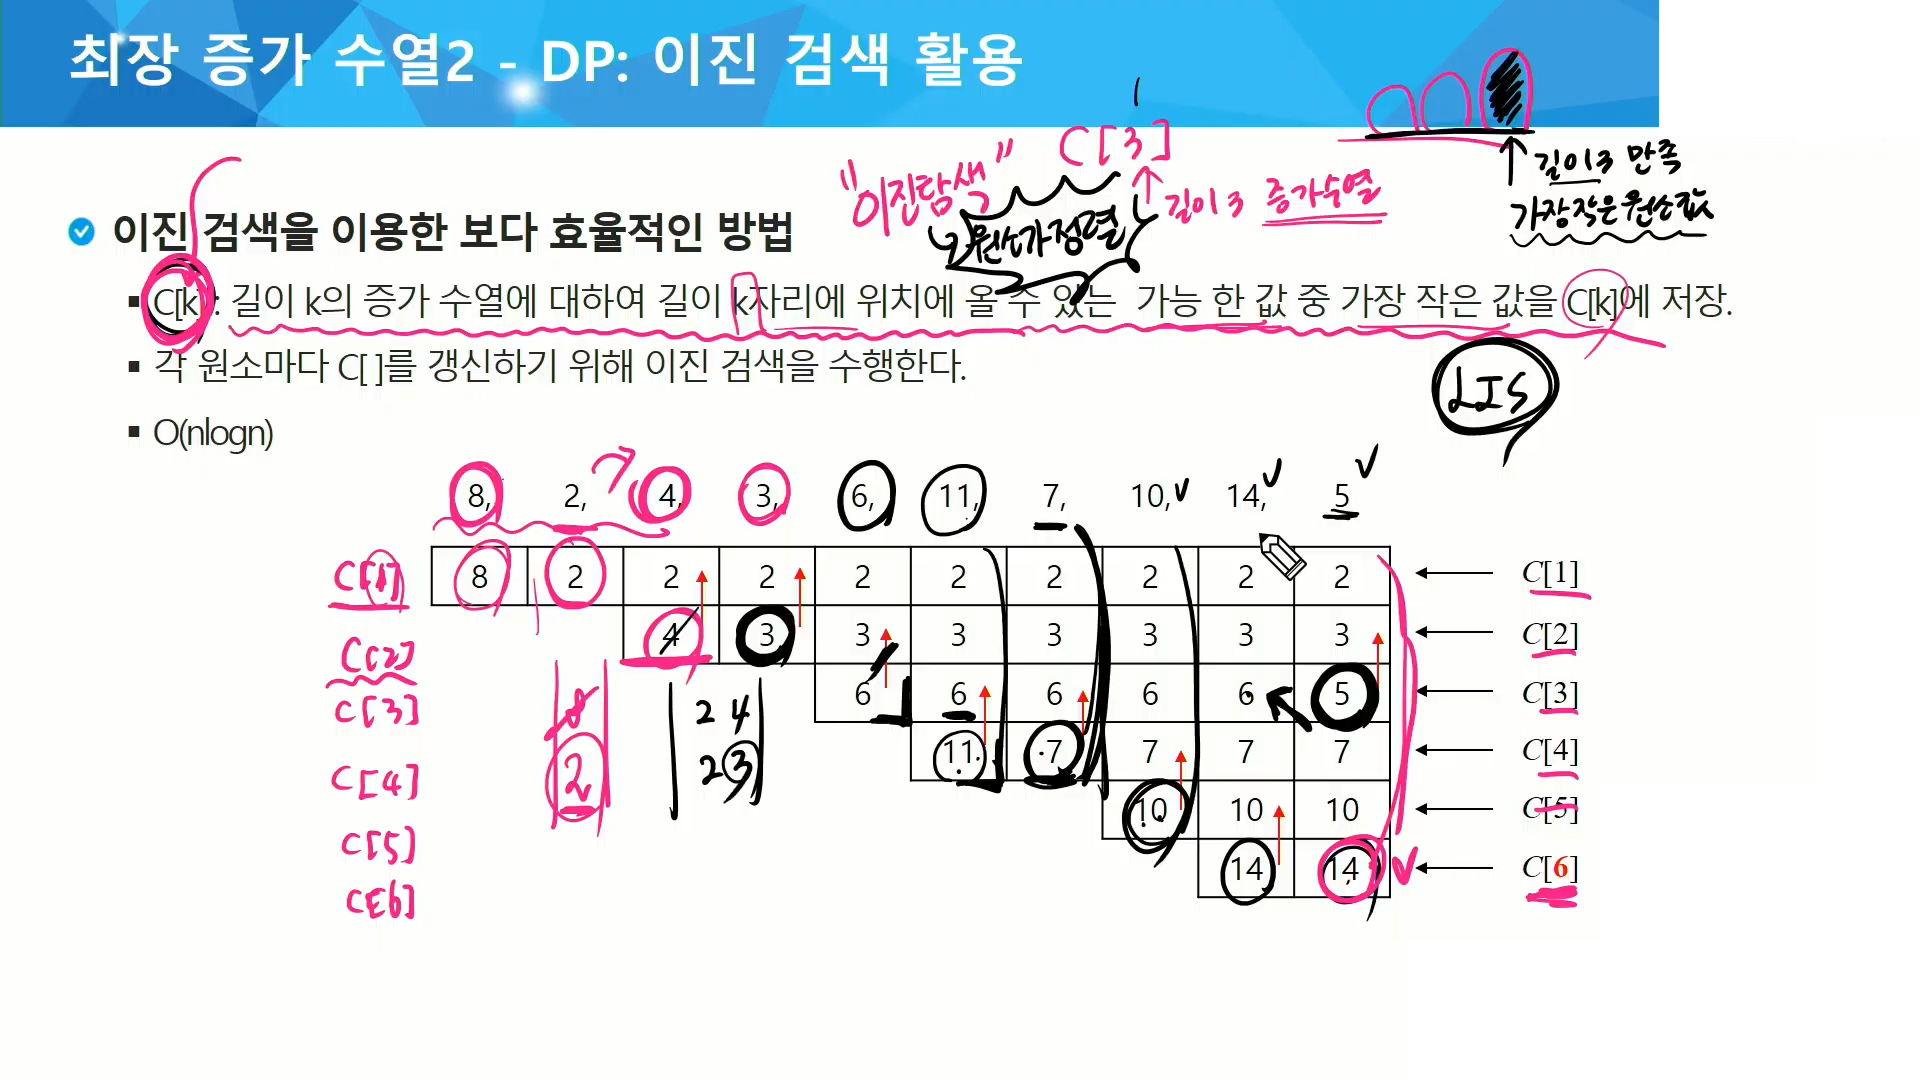 최장 증가 수열2 - DP: 이진 검색 활용
"이진탐색" C[3]
길이 3 증가수열
길이 3 만족
가장작은 원소값
원소가 정렬
이진 검색을 이용한 보다 효율적인 방법
C[k] : 길이 k의 증가 수열에 대하여 길이 k자리에 위치에 올 수 있는 가능 한 값 중 가장 작은 값을 C[k]에 저장.
각 원소마다 C[ ]를 갱신하기 위해 이진 검색을 수행한다.
LIS
O(nlogn)
8, 2, 4, 3, 6, 11, 7, 10, 14, 5
C[1] 8 2 2 2 2 2 2 2 2 2 C[1]
C[2] 4 3 3 3 3 3 3 3 C[2]
C[3] 6 6 6 6 6 5 C[3]
8 2 4
2 2 3
C[4] 11 7 7 7 7 C[4]
C[5] 10 10 10 C[5]
C[6] 14 14 C[6]